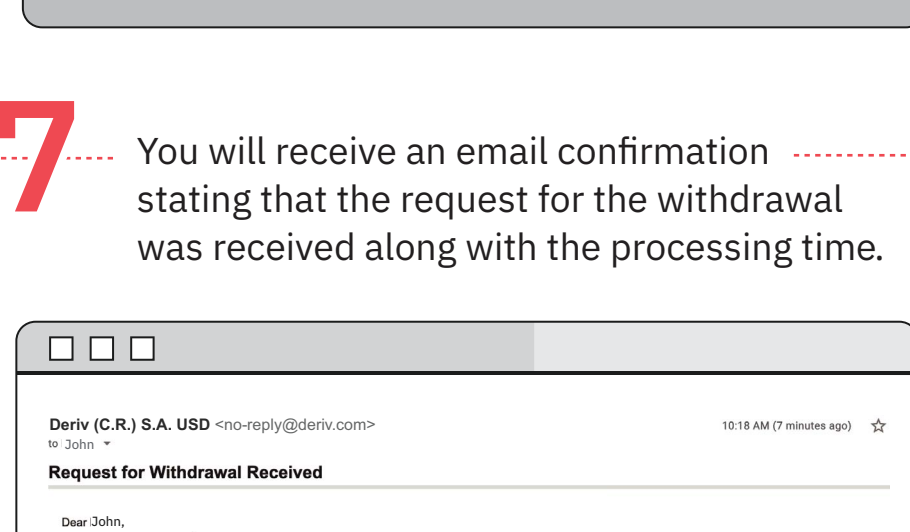 7
You will receive an email confirmation
stating that the request for the withdrawal
was received along with the processing time.
Deriv (C.R.) S.A. USD <no-reply@deriv.com>
10:18 AM (7 minutes ago)
to John
Request for Withdrawal Received
Dear John,